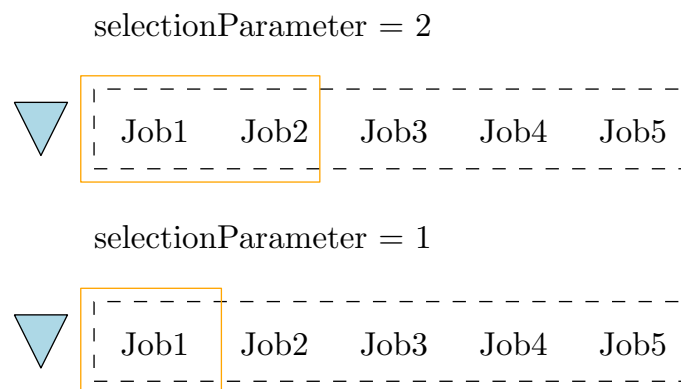 selectionParameter = 2
Job1 Job2 Job3 Job4 Job5
selectionParameter = 1
Job1 Job2 Job3 Job4 Job5